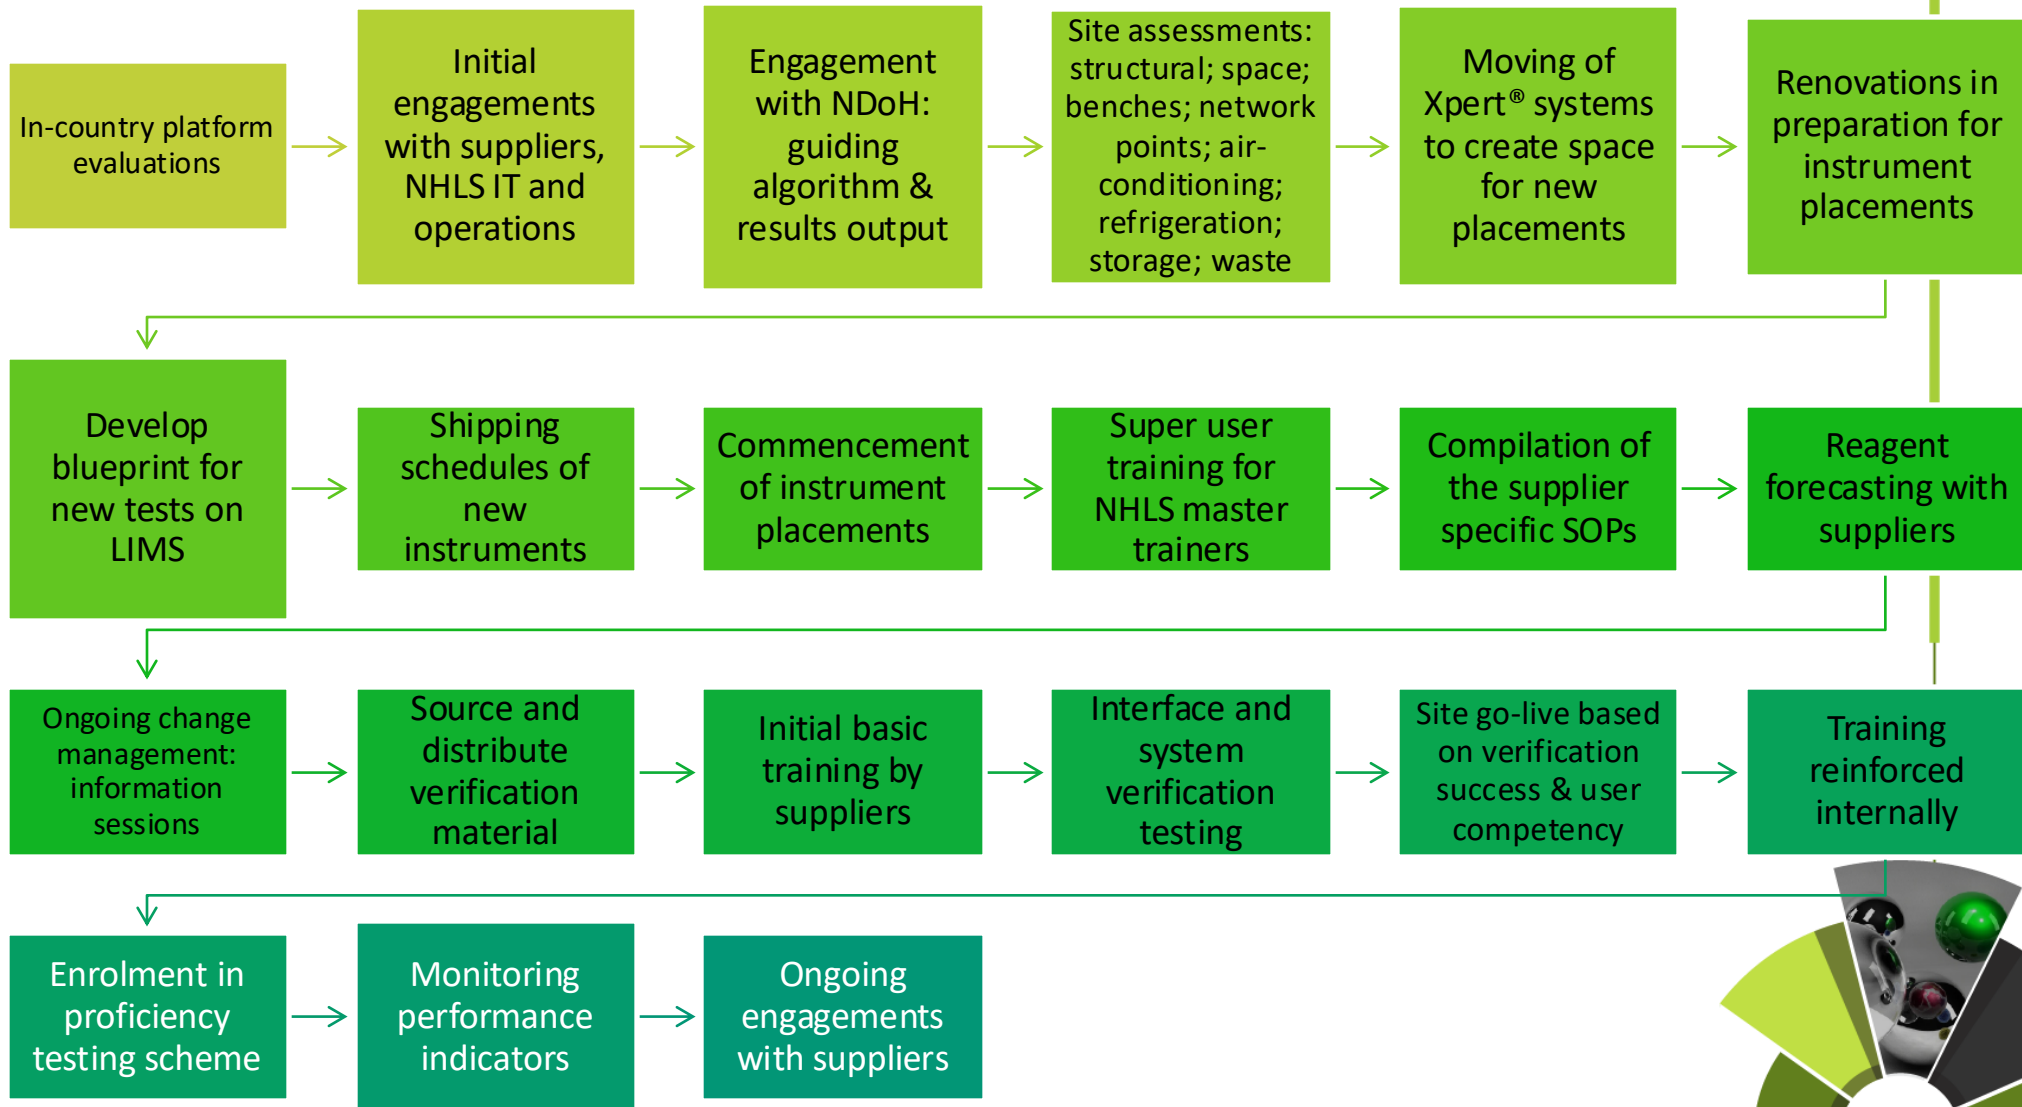 In-country platform
evaluations
Initial
engagements
with suppliers,
NHLS IT and
operations
Engagement
with NDoH:
guiding
algorithm &
results output
Site assessments:
structural; space;
benches; network
points; air-
conditioning;
refrigeration;
storage; waste
Moving of
Xpert® systems
to create space
for new
placements
Renovations in
preparation for
instrument
placements
Develop
blueprint for
new tests on
LIMS
Shipping
schedules of
new
instruments
Commencement
of instrument
placements
Super user
training for
NHLS master
trainers
Compilation of
the supplier
specific SOPs
Reagent
forecasting with
suppliers
Ongoing change
management:
information
sessions
Source and
distribute
verification
material
Initial basic
training by
suppliers
Interface and
system
verification
testing
Site go-live based
on verification
success & user
competency
Training
reinforced
internally
Enrolment in
proficiency
testing scheme
Monitoring
performance
indicators
Ongoing
engagements
with suppliers